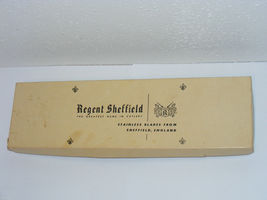 Regent Sheffield
THE GREATEST NAME IN CUTLERY
STAINLESS BLADES FROM
SHEFFIELD, ENGLAND